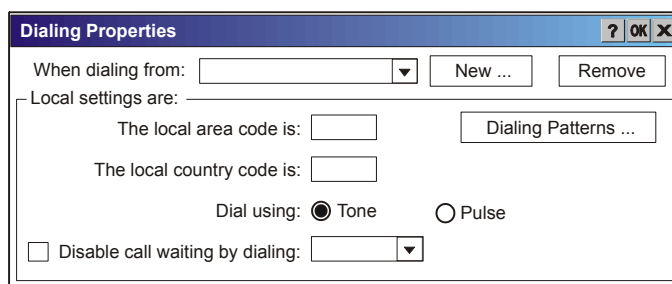 Dialing Properties ? OK X
When dialing from: New ... Remove
Local settings are:
The local area code is: Dialing Patterns ...
The local country code is:
Dial using: Tone Pulse
Disable call waiting by dialing: